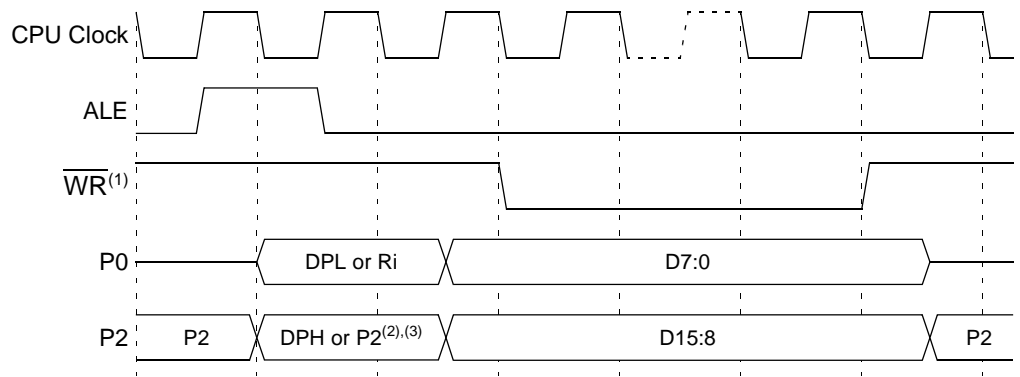 CPU Clock
ALE
WR(1)
P0 DPL or Ri D7:0
P2 P2 DPH or P2(2),(3) D15:8 P2